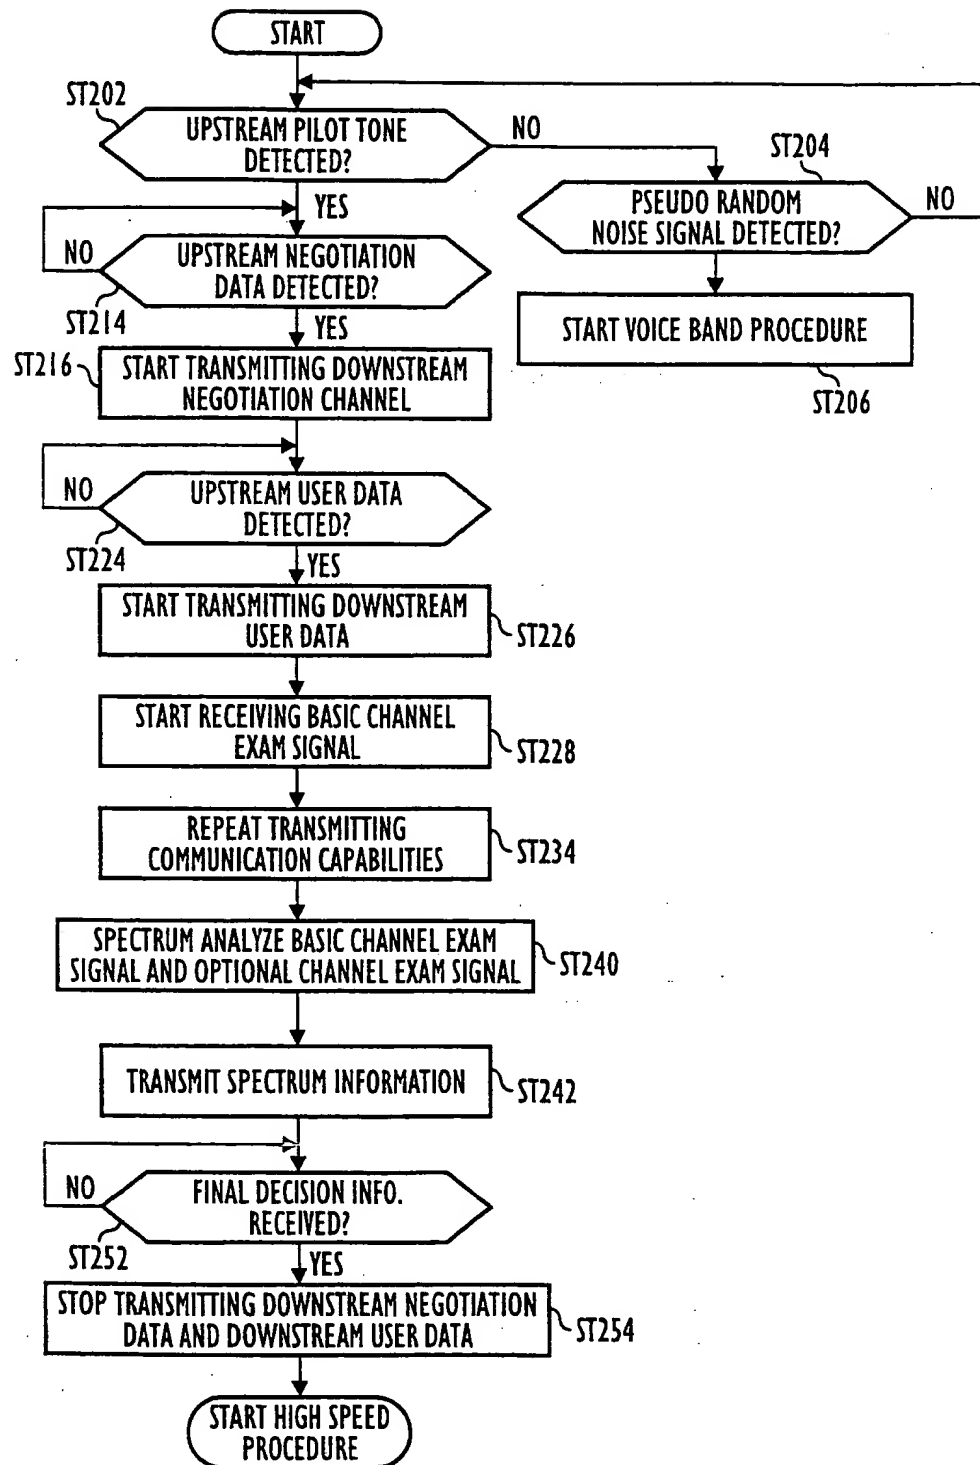 START
ST202
UPSTREAM PILOT TONE
DETECTED?
NO
YES
ST204
PSEUDO RANDOM
NOISE SIGNAL DETECTED?
NO
START VOICE BAND PROCEDURE
ST206
NO
UPSTREAM NEGOTIATION
DATA DETECTED?
ST214
YES
ST216
START TRANSMITTING DOWNSTREAM
NEGOTIATION CHANNEL
NO
UPSTREAM USER DATA
DETECTED?
ST224
YES
START TRANSMITTING DOWNSTREAM
USER DATA
ST226
START RECEIVING BASIC CHANNEL
EXAM SIGNAL
ST228
REPEAT TRANSMITTING
COMMUNICATION CAPABILITIES
ST234
SPECTRUM ANALYZE BASIC CHANNEL EXAM
SIGNAL AND OPTIONAL CHANNEL EXAM SIGNAL
ST240
TRANSMIT SPECTRUM INFORMATION
ST242
NO
FINAL DECISION INFO.
RECEIVED?
ST252
YES
STOP TRANSMITTING DOWNSTREAM NEGOTIATION
DATA AND DOWNSTREAM USER DATA
ST254
START HIGH SPEED
PROCEDURE